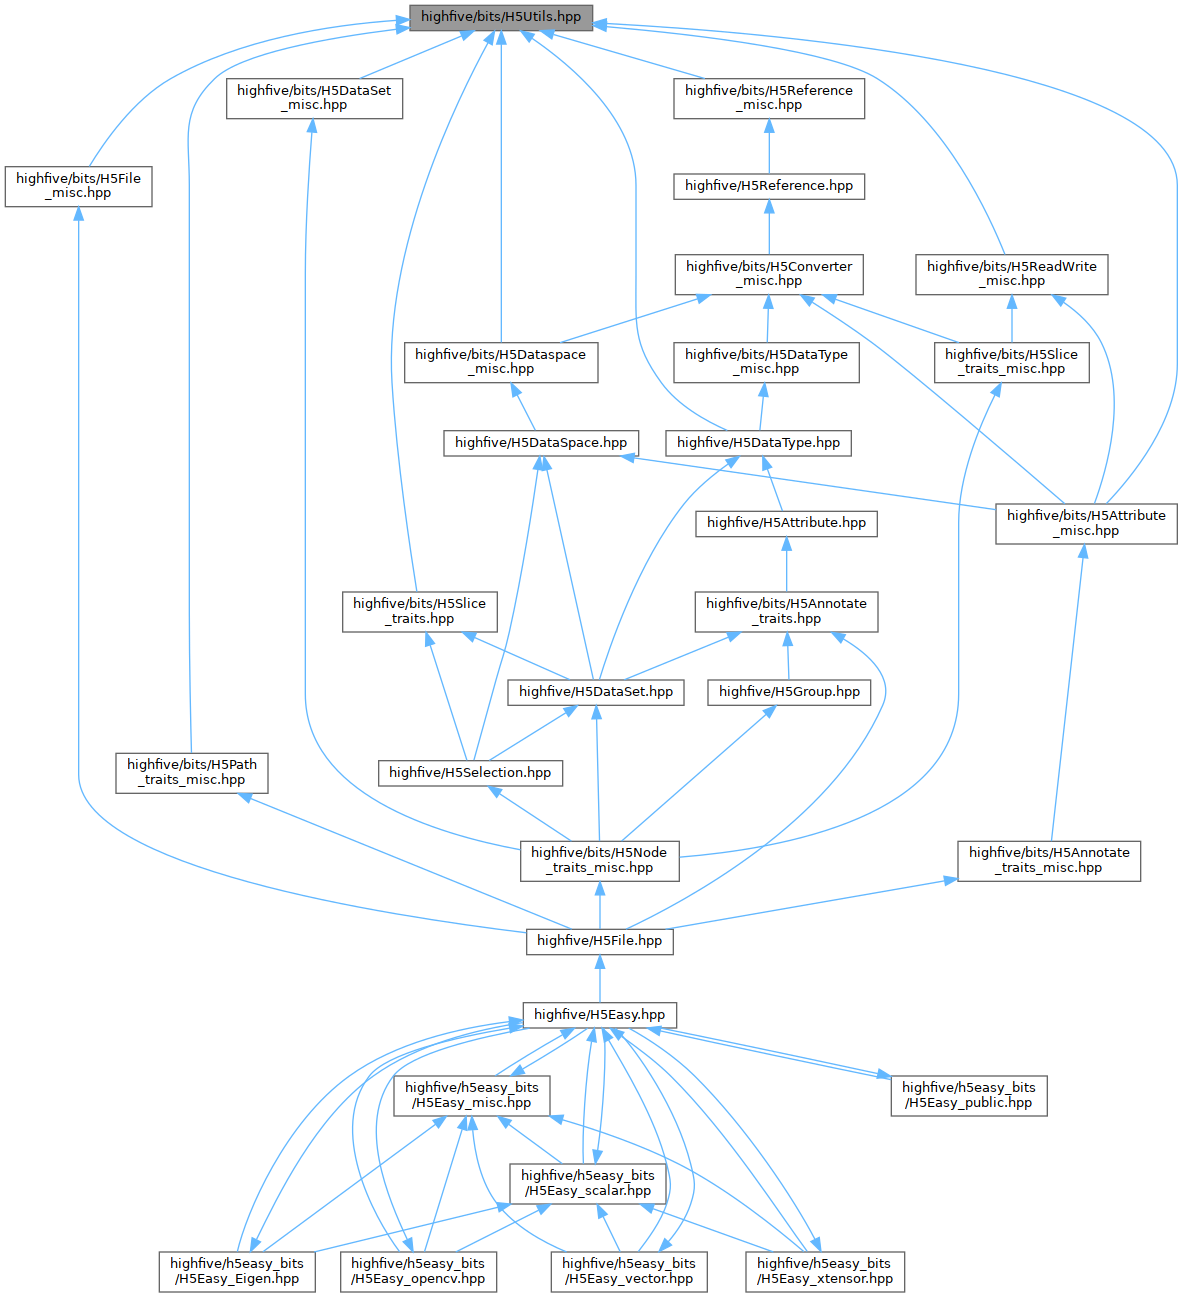 highfive/bits/H5Utils.hpp
highfive/bits/H5DataSet
_misc.hpp
highfive/bits/H5Reference
_misc.hpp
highfive/bits/H5File
_misc.hpp
highfive/H5Reference.hpp
highfive/bits/H5Converter
_misc.hpp
highfive/bits/H5ReadWrite
_misc.hpp
highfive/bits/H5Dataspace
_misc.hpp
highfive/bits/H5DataType
_misc.hpp
highfive/bits/H5Slice
_traits_misc.hpp
highfive/H5DataSpace.hpp
highfive/H5DataType.hpp
highfive/H5Attribute.hpp
highfive/bits/H5Attribute
_misc.hpp
highfive/bits/H5Slice
_traits.hpp
highfive/bits/H5Annotate
_traits.hpp
highfive/H5DataSet.hpp
highfive/H5Group.hpp
highfive/bits/H5Path
_traits_misc.hpp
highfive/H5Selection.hpp
highfive/bits/H5Node
_traits_misc.hpp
highfive/bits/H5Annotate
_traits_misc.hpp
highfive/H5File.hpp
highfive/H5Easy.hpp
highfive/h5easy_bits
/H5Easy_misc.hpp
highfive/h5easy_bits
/H5Easy_public.hpp
highfive/h5easy_bits
/H5Easy_scalar.hpp
highfive/h5easy_bits
/H5Easy_Eigen.hpp
highfive/h5easy_bits
/H5Easy_opencv.hpp
highfive/h5easy_bits
/H5Easy_vector.hpp
highfive/h5easy_bits
/H5Easy_xtensor.hpp